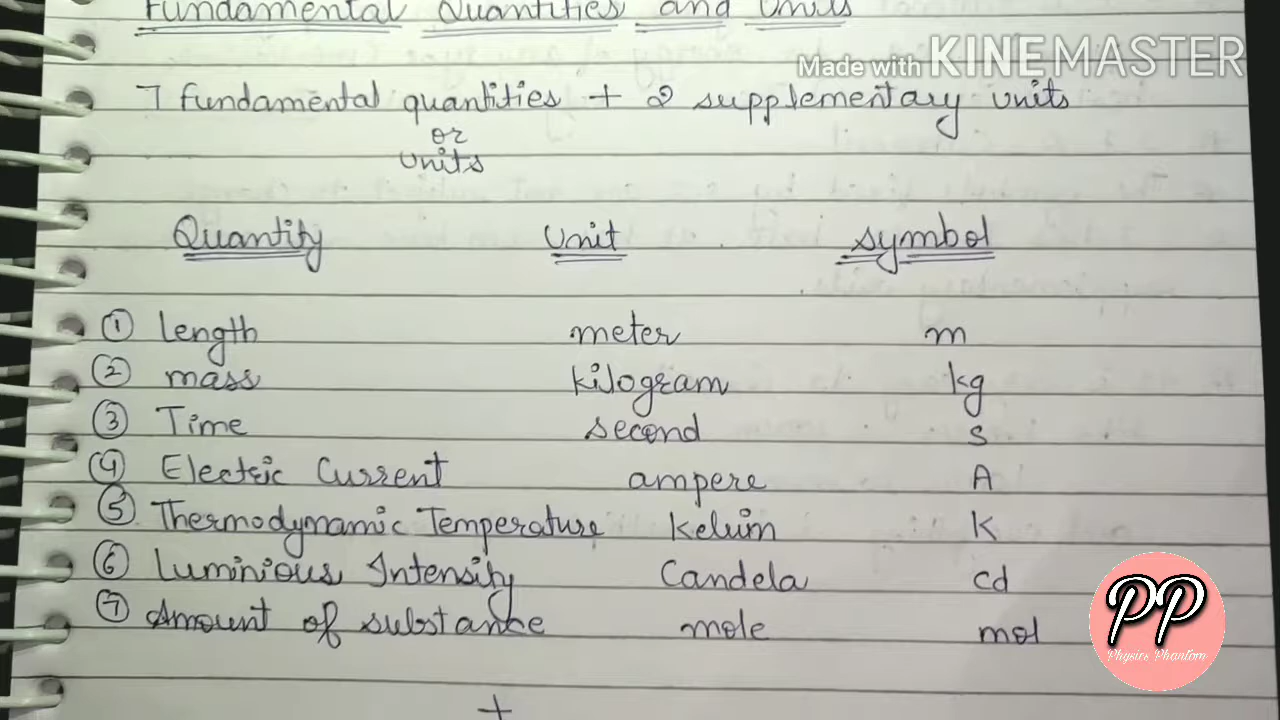 Fundamental Quantities and Units
Made with KINEMASTER
7 fundamental quantities + 2 supplementary units
or
units
Quantity Unit symbol
① length meter m
② mass kilogram kg
③ Time second s
④ Electric Current ampere A
⑤ Thermodynamic Temperature Kelvin K
⑥ Luminious Intensity Candela cd
⑦ Amount of substance mole mol
+
PP
Physics Phantom